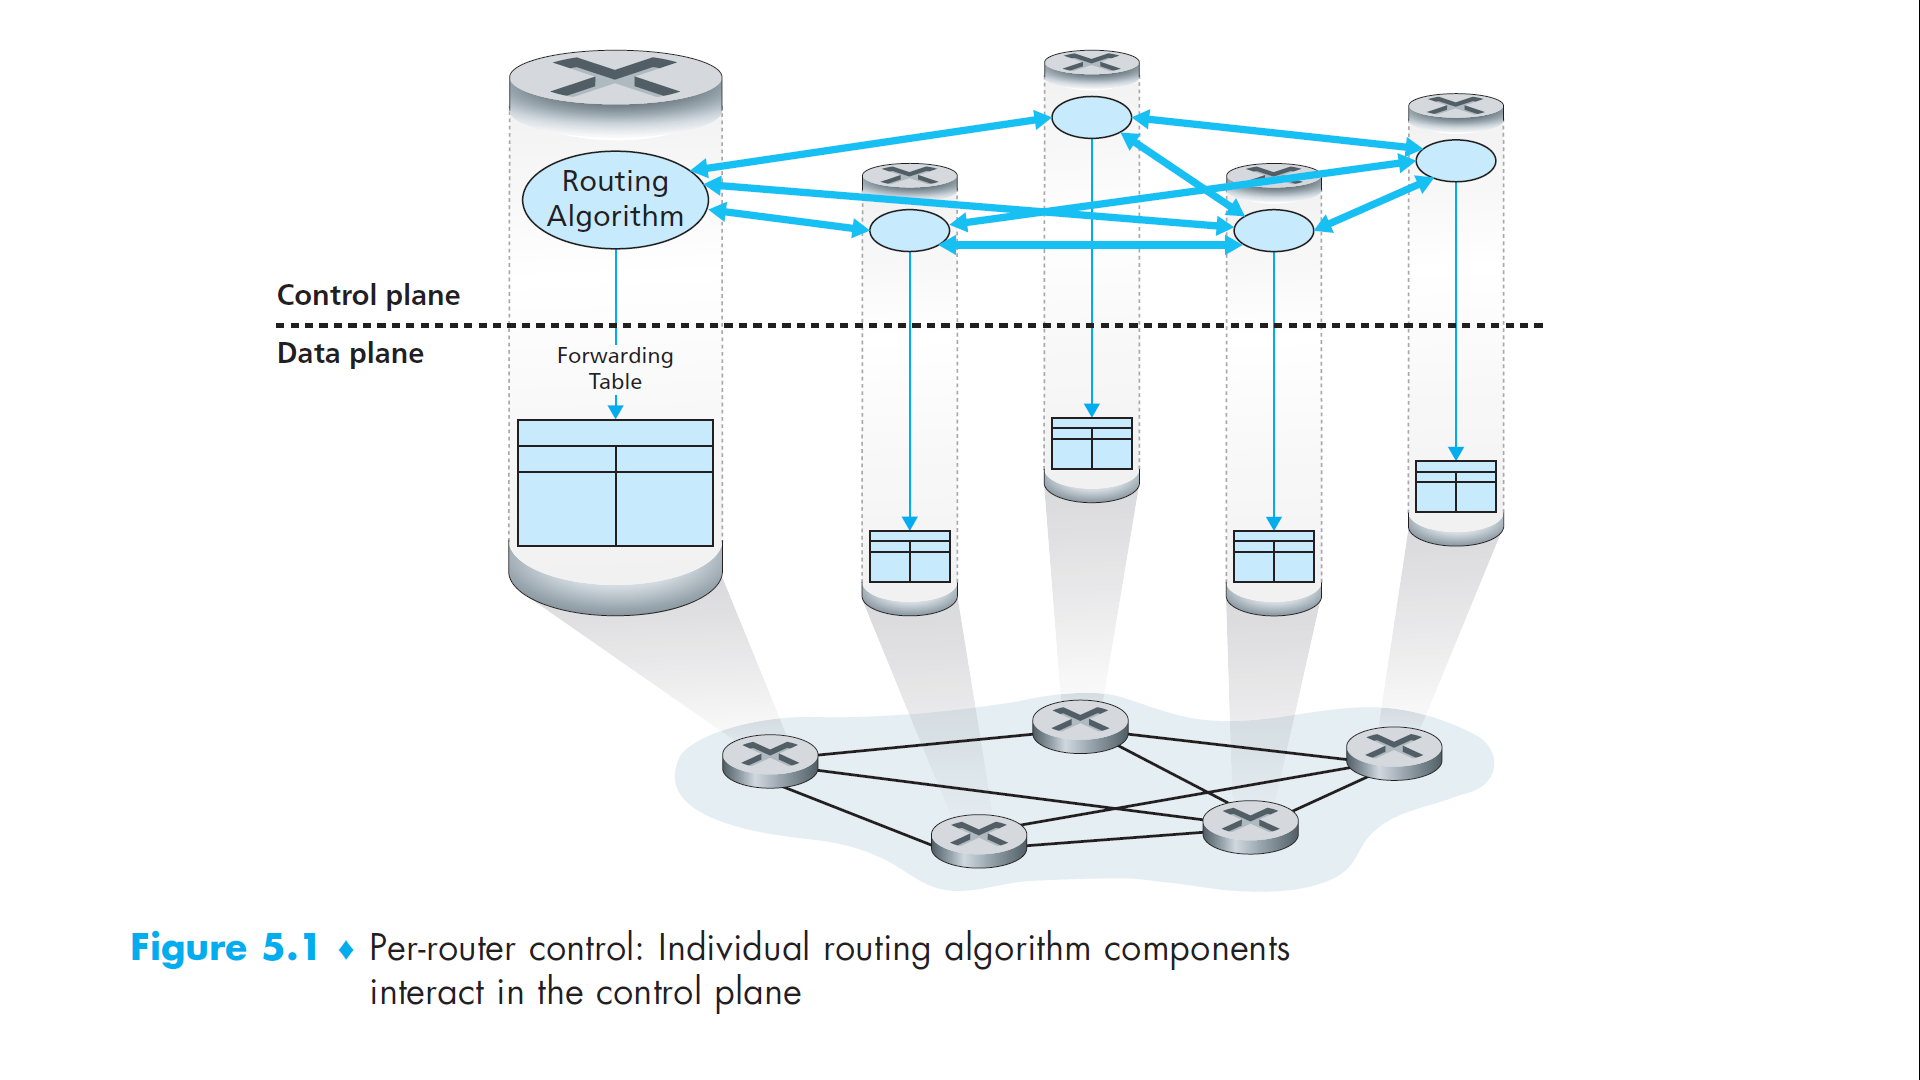 Routing
Algorithm
Control plane
Data plane
Forwarding
Table
Figure 5.1 ♦ Per-router control: Individual routing algorithm components
interact in the control plane